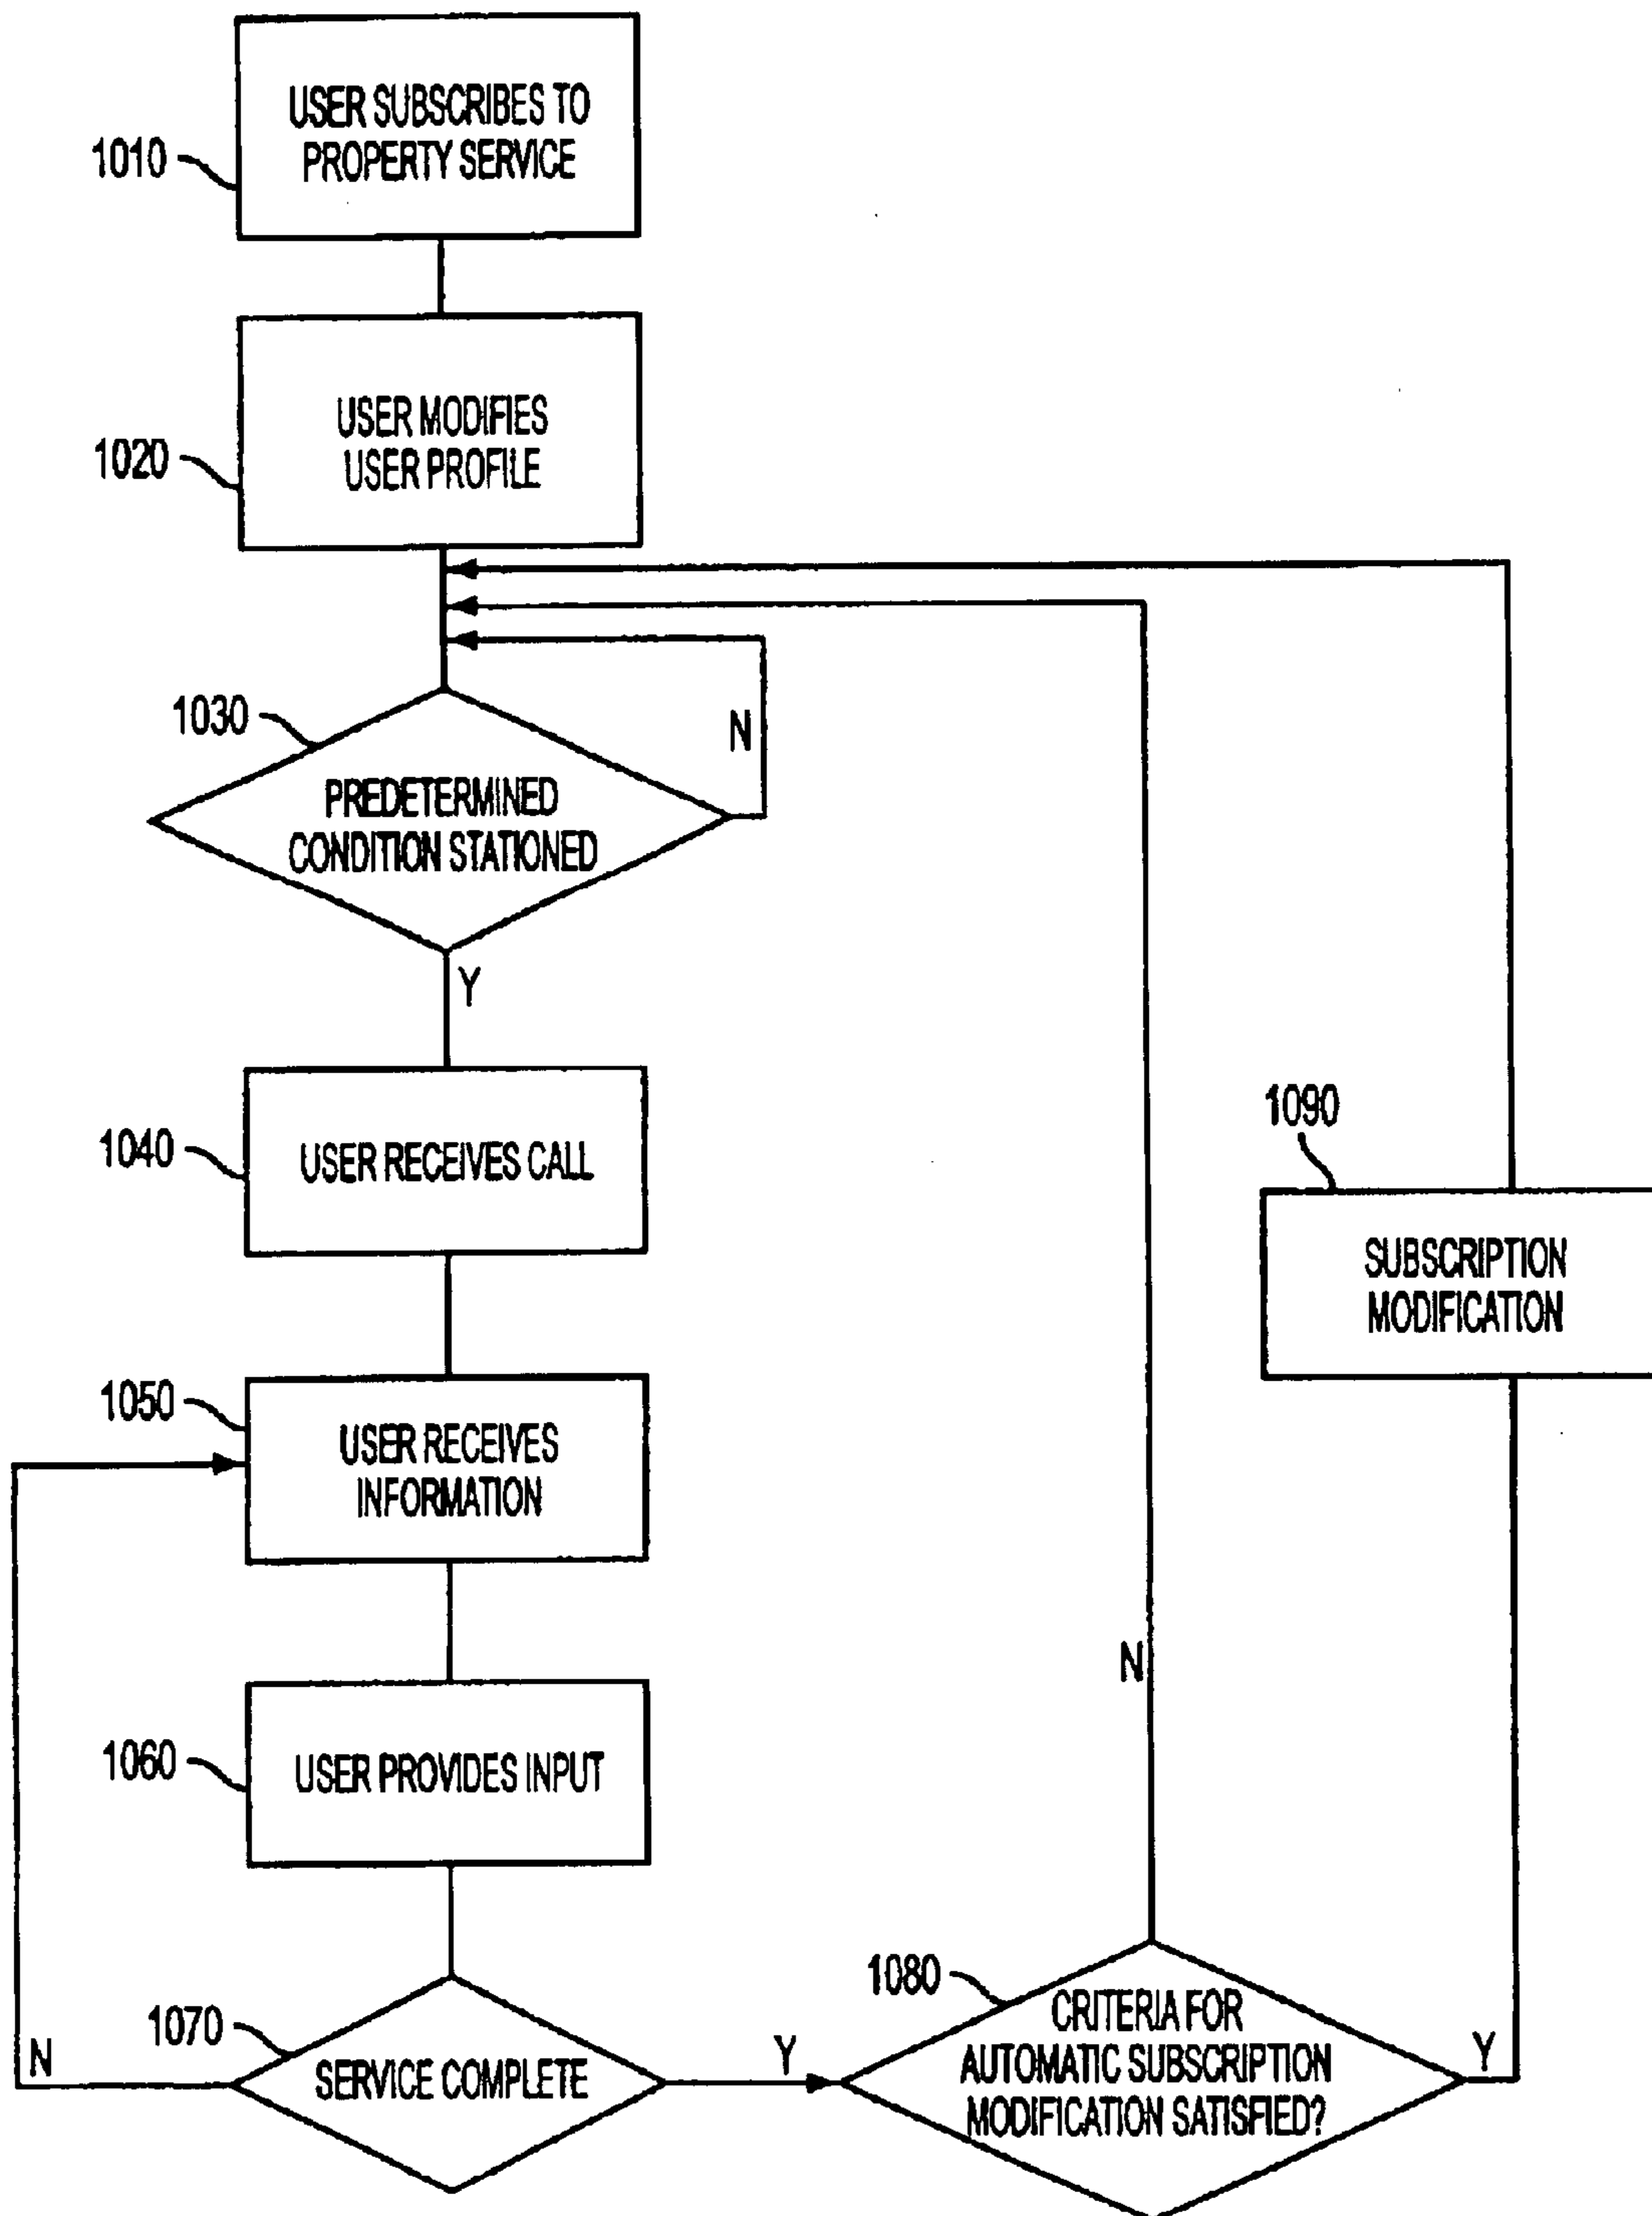 USER SUBSCRIBES TO
PROPERTY SERVICE
1010
USER MODIFIES
USER PROFILE
1020
1030
N
PREDETERMINED
CONDITION STATIONED
Y
1040
USER RECEIVES CALL
1090
SUBSCRIPTION
MODIFICATION
1050
USER RECEIVES
INFORMATION
N
1060
USER PROVIDES INPUT
1070
N
SERVICE COMPLETE
Y
1080
CRITERIA FOR
AUTOMATIC SUBSCRIPTION
MODIFICATION SATISFIED?
Y